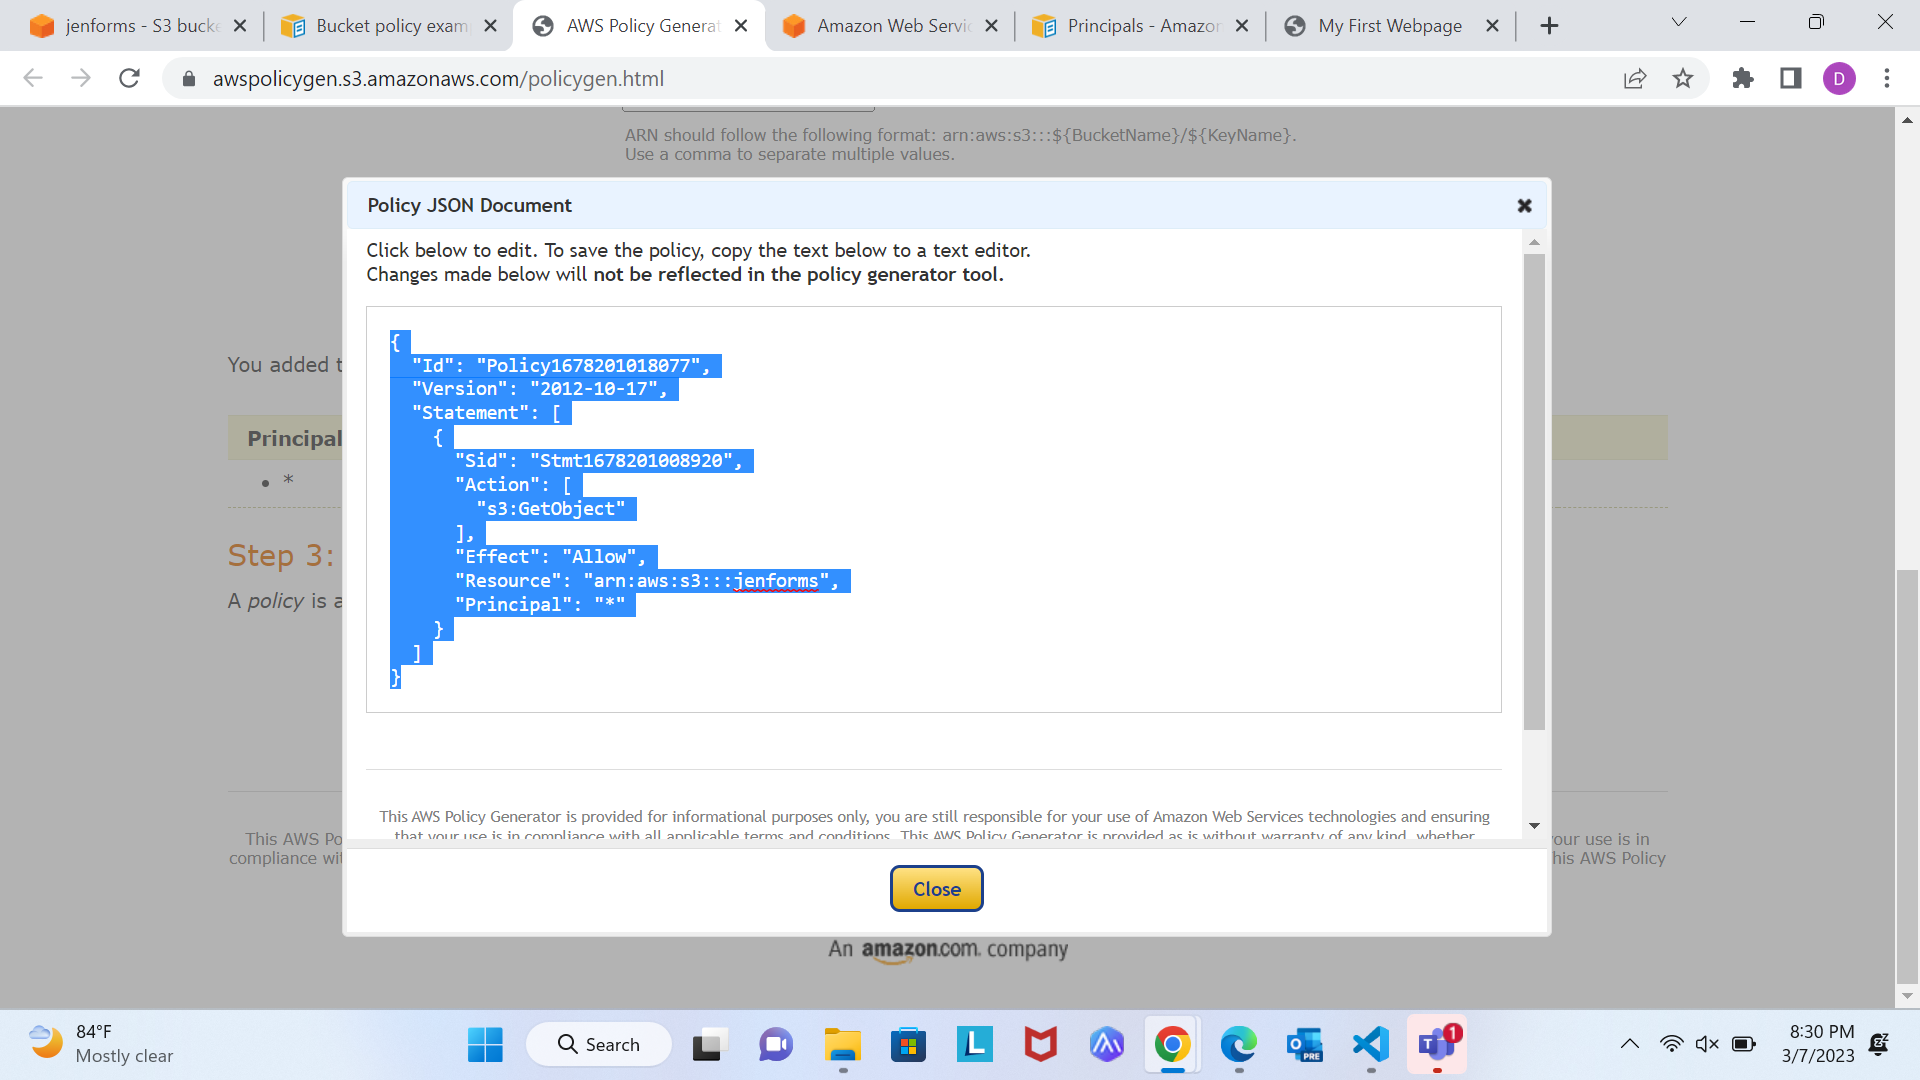 jenforms - S3 bucke
Bucket policy exam
AWS Policy Generat
Amazon Web Servic
Principals - Amazon
My First Webpage
awspolicygen.s3.amazonaws.com/policygen.html
D
ARN should follow the following format: arn:aws:s3:::${BucketName}/${KeyName}.
Use a comma to separate multiple values.
Policy JSON Document
Click below to edit. To save the policy, copy the text below to a text editor.
Changes made below will not be reflected in the policy generator tool.
{
"Id": "Policy1678201018077",
"Version": "2012-10-17",
"Statement": [
{
"Sid": "Stmt1678201008920",
"Action": [
"s3:GetObject"
],
"Effect": "Allow",
"Resource": "arn:aws:s3:::jenforms",
"Principal": "*"
}
]
}
You added t
Principal
• *
Step 3:
A policy is a
This AWS Policy Generator is provided for informational purposes only, you are still responsible for your use of Amazon Web Services technologies and ensuring
that your use is in compliance with all applicable terms and conditions. This AWS Policy Generator is provided as is without warranty of any kind, whether
This AWS Po
compliance wit
your use is in
his AWS Policy
Close
An amazon.com. company
84°F
Mostly clear
Search
L
O
PRE
T
1
8:30 PM
3/7/2023